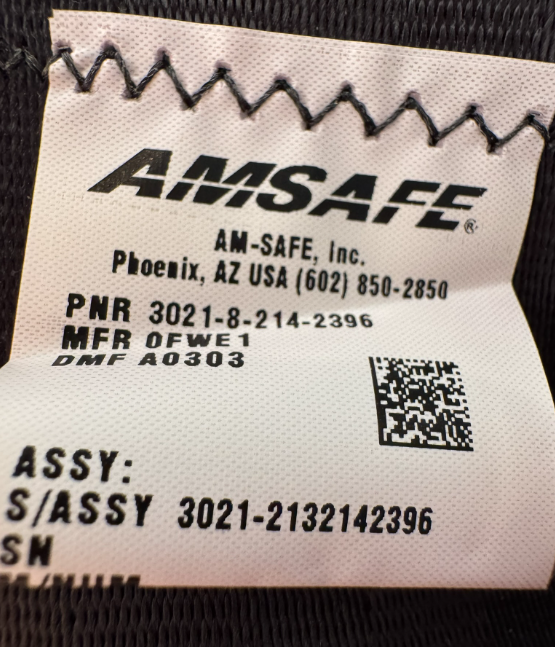 AMSAFE®
AM-SAFE, Inc.
Phoenix, AZ USA (602) 850-2850
PNR 3021-8-214-2396
MFR 0FWE1
DMF A0303
ASSY:
S/ASSY 3021-2132142396
SN